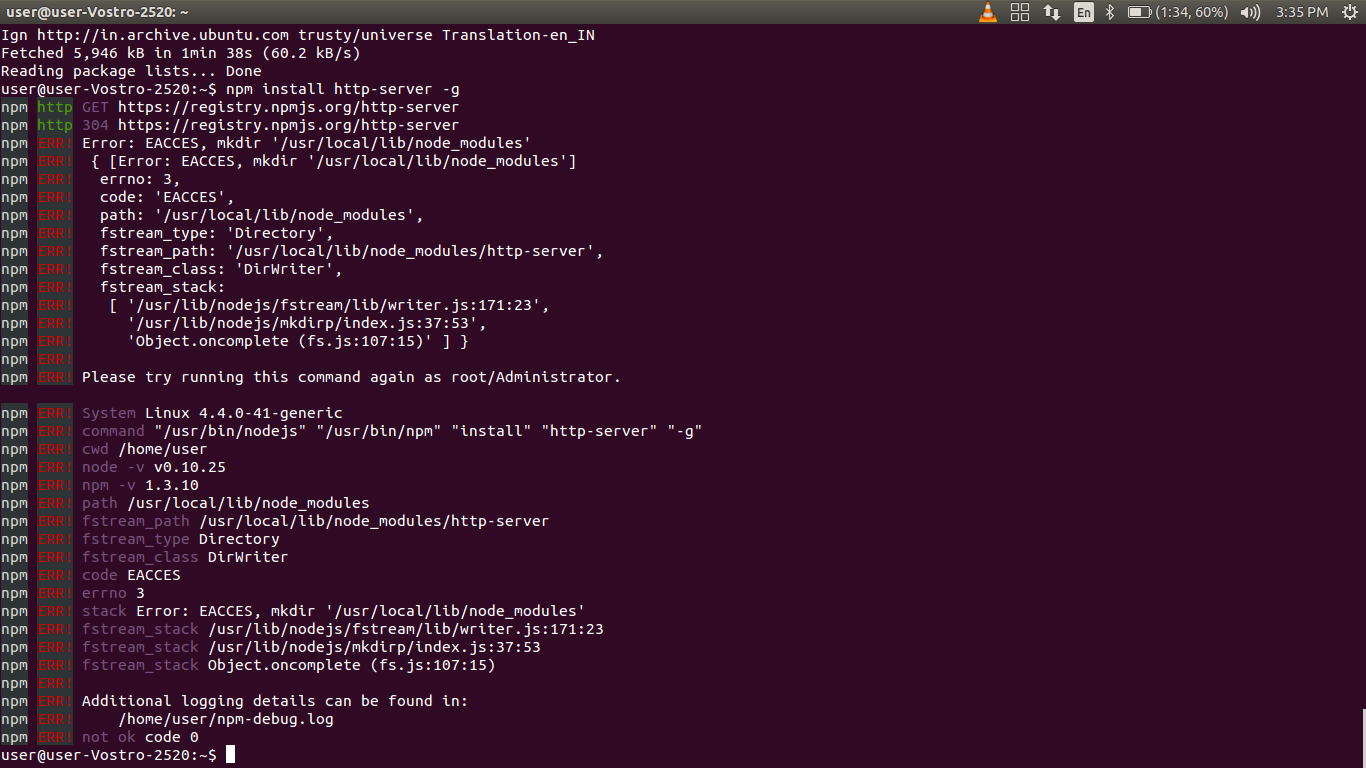 user@user-Vostro-2520: ~
En (1:34, 60%) 3:35 PM
Ign http://in.archive.ubuntu.com trusty/universe Translation-en_IN
Fetched 5,946 kB in 1min 38s (60.2 kB/s)
Reading package lists... Done
user@user-Vostro-2520:~$ npm install http-server -g
npm http GET https://registry.npmjs.org/http-server
npm http 304 https://registry.npmjs.org/http-server
npm ERR! Error: EACCES, mkdir '/usr/local/lib/node_modules'
npm ERR!  { [Error: EACCES, mkdir '/usr/local/lib/node_modules']
npm ERR!   errno: 3,
npm ERR!   code: 'EACCES',
npm ERR!   path: '/usr/local/lib/node_modules',
npm ERR!   fstream_type: 'Directory',
npm ERR!   fstream_path: '/usr/local/lib/node_modules/http-server',
npm ERR!   fstream_class: 'DirWriter',
npm ERR!   fstream_stack:
npm ERR!    [ '/usr/lib/nodejs/fstream/lib/writer.js:171:23',
npm ERR!      '/usr/lib/nodejs/mkdirp/index.js:37:53',
npm ERR!      'Object.oncomplete (fs.js:107:15)' ] }
npm ERR!
npm ERR! Please try running this command again as root/Administrator.
npm ERR! System Linux 4.4.0-41-generic
npm ERR! command "/usr/bin/nodejs" "/usr/bin/npm" "install" "http-server" "-g"
npm ERR! cwd /home/user
npm ERR! node -v v0.10.25
npm ERR! npm -v 1.3.10
npm ERR! path /usr/local/lib/node_modules
npm ERR! fstream_path /usr/local/lib/node_modules/http-server
npm ERR! fstream_type Directory
npm ERR! fstream_class DirWriter
npm ERR! code EACCES
npm ERR! errno 3
npm ERR! stack Error: EACCES, mkdir '/usr/local/lib/node_modules'
npm ERR! fstream_stack /usr/lib/nodejs/fstream/lib/writer.js:171:23
npm ERR! fstream_stack /usr/lib/nodejs/mkdirp/index.js:37:53
npm ERR! fstream_stack Object.oncomplete (fs.js:107:15)
npm ERR!
npm ERR! Additional logging details can be found in:
npm ERR!     /home/user/npm-debug.log
npm ERR! not ok code 0
user@user-Vostro-2520:~$